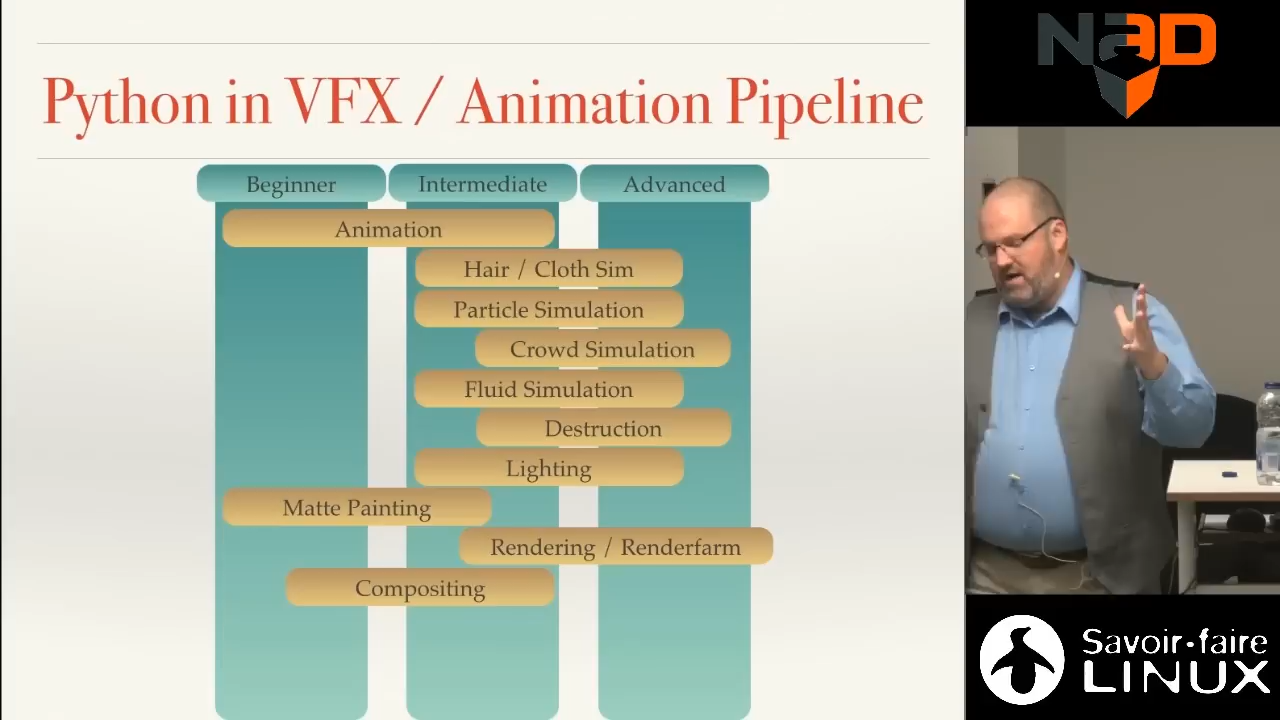 Python in VFX / Animation Pipeline
Beginner
Intermediate
Advanced
Animation
Hair / Cloth Sim
Particle Simulation
Crowd Simulation
Fluid Simulation
Destruction
Lighting
Matte Painting
Rendering / Renderfarm
Compositing
NAD
Savoir-faire
LINUX